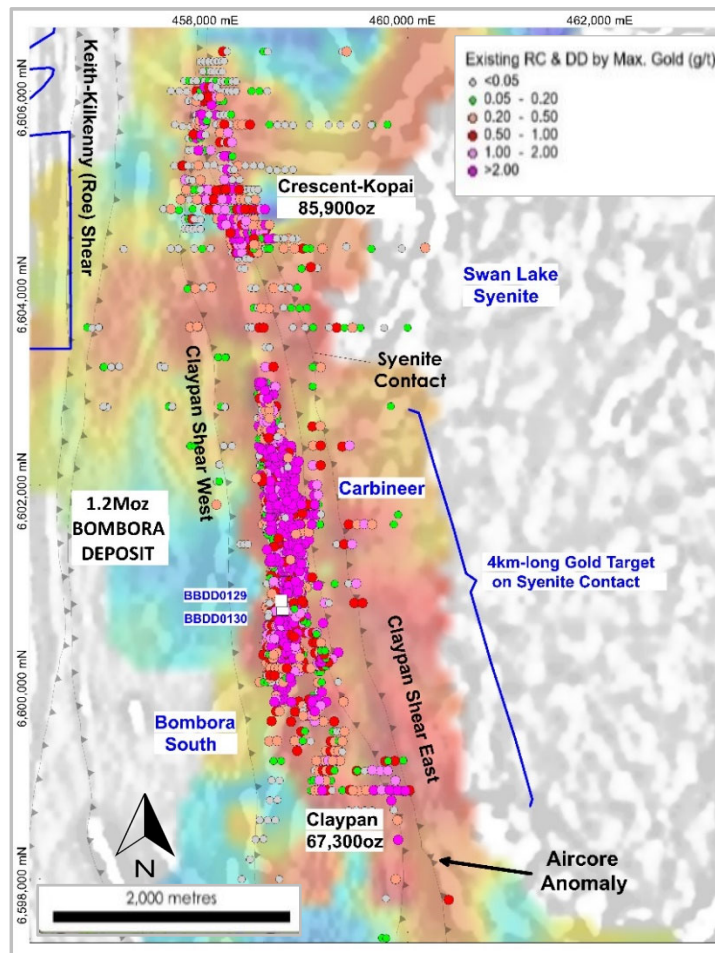 458,000 mE
460,000 mE
462,000 mE
Existing RC & DD by Max. Gold (g/t)
<0.05
0.05 - 0.20
0.20 - 0.50
0.50 - 1.00
1.00 - 2.00
>2.00
6,606,000 mN
Keith-Kilkenny (Roe) Shear
Crescent-Kopai
85,900oz
Swan Lake
Syenite
6,604,000 mN
Syenite
Contact
Claypan Shear West
Carbineer
6,602,000 mN
1.2Moz
BOMBORA
DEPOSIT
4km-long Gold Target
on Syenite Contact
BBDD0129
BBDD0130
Claypan Shear East
6,600,000 mN
Bombora
South
Claypan
67,300oz
Aircore
Anomaly
N
6,598,000 mN
2,000 metres